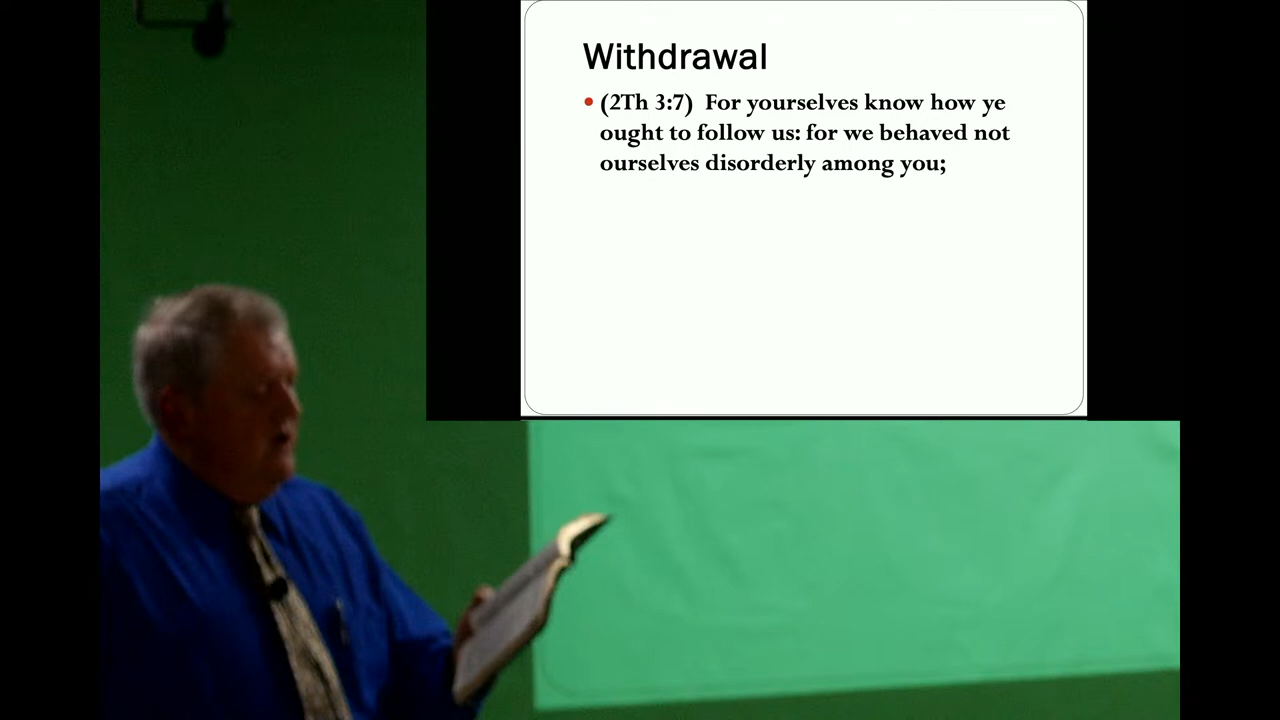 Withdrawal
• (2Th 3:7)  For yourselves know how ye
ought to follow us: for we behaved not
ourselves disorderly among you;